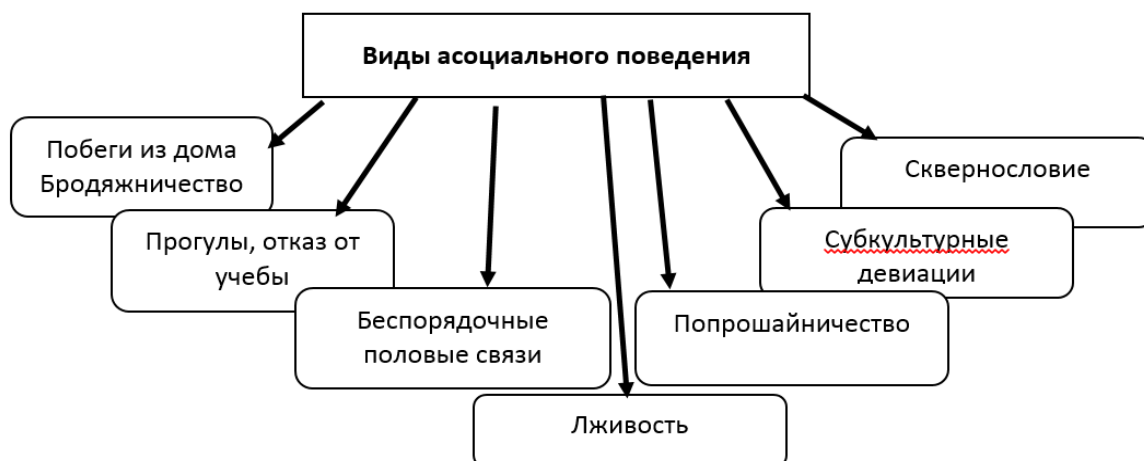 Виды асоциального поведения
Побеги из дома
Бродяжничество
Прогулы, отказ от
учебы
Беспорядочные
половые связи
Лживость
Попрошайничество
Субкультурные
девиации
Сквернословие